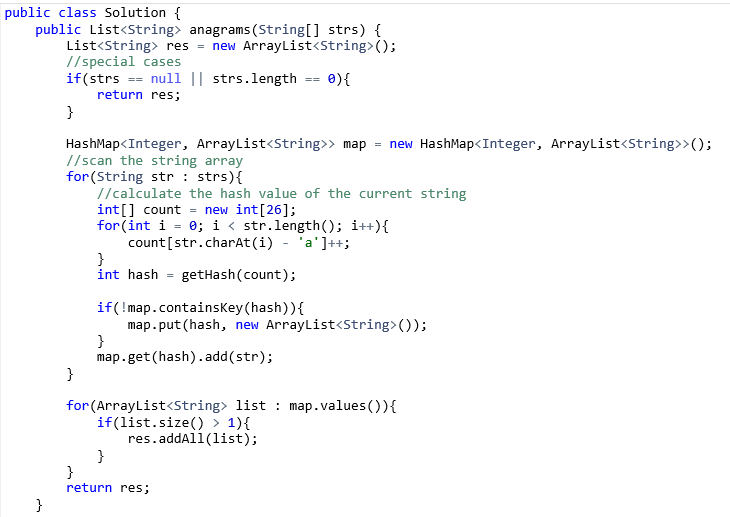 public class Solution {
    public List<String> anagrams(String[] strs) {
        List<String> res = new ArrayList<String>();
        //special cases
        if(strs == null || strs.length == 0){
            return res;
        }

        HashMap<Integer, ArrayList<String>> map = new HashMap<Integer, ArrayList<String>>();
        //scan the string array
        for(String str : strs){
            //calculate the hash value of the current string
            int[] count = new int[26];
            for(int i = 0; i < str.length(); i++){
                count[str.charAt(i) - 'a']++;
            }
            int hash = getHash(count);

            if(!map.containsKey(hash)){
                map.put(hash, new ArrayList<String>());
            }
            map.get(hash).add(str);
        }

        for(ArrayList<String> list : map.values()){
            if(list.size() > 1){
                res.addAll(list);
            }
        }
        return res;
    }